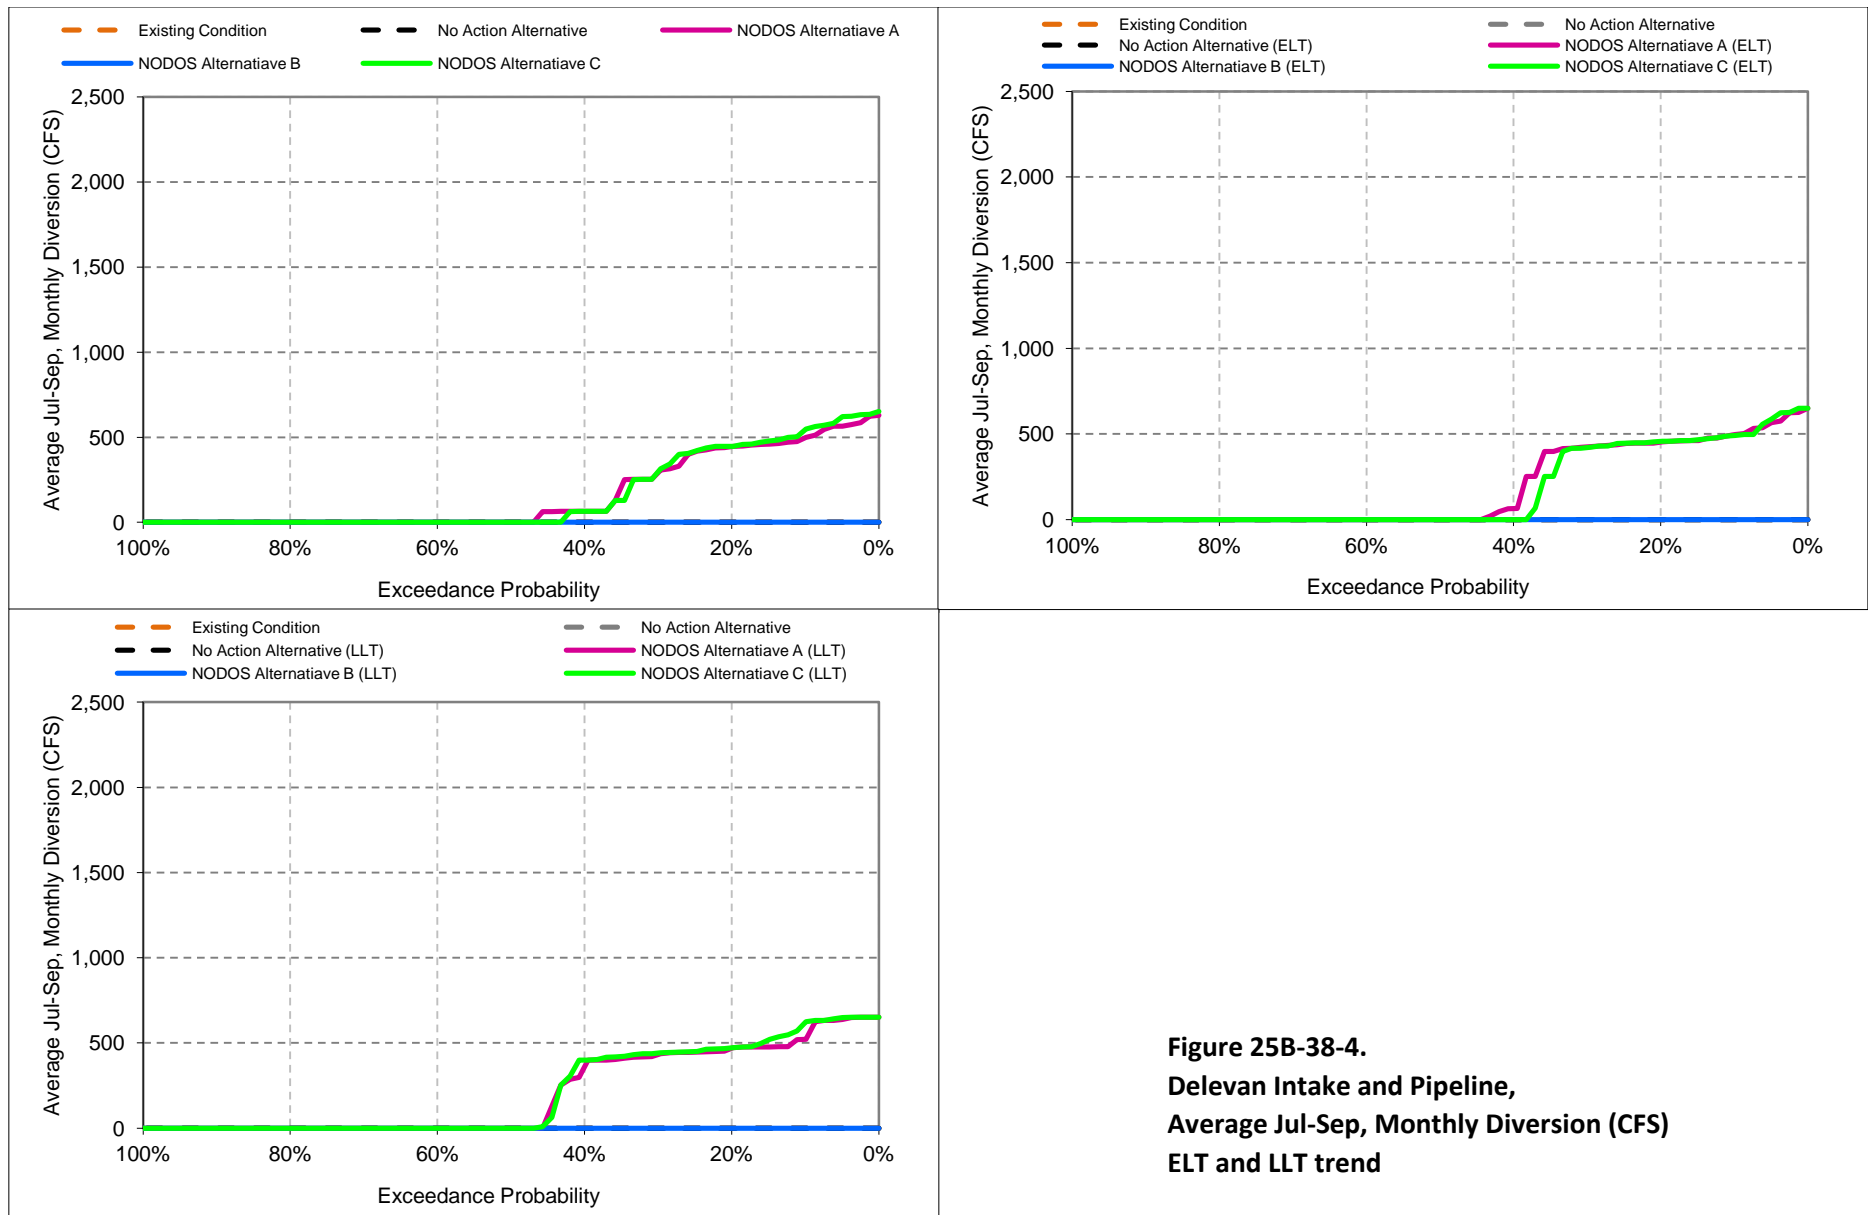 Existing Condition No Action Alternative NODOS Alternatiave A
NODOS Alternatiave B NODOS Alternatiave C
Average Jul-Sep, Monthly Diversion (CFS)
2,500
2,000
1,500
1,000
500
0
100% 80% 60% 40% 20% 0%
Exceedance Probability
Existing Condition No Action Alternative
No Action Alternative (ELT) NODOS Alternatiave A (ELT)
NODOS Alternatiave B (ELT) NODOS Alternatiave C (ELT)
Average Jul-Sep, Monthly Diversion (CFS)
2,500
2,000
1,500
1,000
500
0
100% 80% 60% 40% 20% 0%
Exceedance Probability
Existing Condition No Action Alternative
No Action Alternative (LLT) NODOS Alternatiave A (LLT)
NODOS Alternatiave B (LLT) NODOS Alternatiave C (LLT)
Average Jul-Sep, Monthly Diversion (CFS)
2,500
2,000
1,500
1,000
500
0
100% 80% 60% 40% 20% 0%
Exceedance Probability
Figure 25B-38-4.
Delevan Intake and Pipeline,
Average Jul-Sep, Monthly Diversion (CFS)
ELT and LLT trend